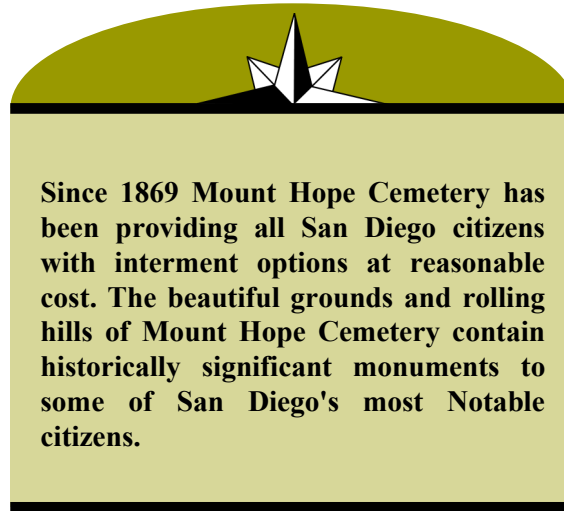 Since 1869 Mount Hope Cemetery has
been providing all San Diego citizens
with interment options at reasonable
cost. The beautiful grounds and rolling
hills of Mount Hope Cemetery contain
historically significant monuments to
some of San Diego's most Notable
citizens.